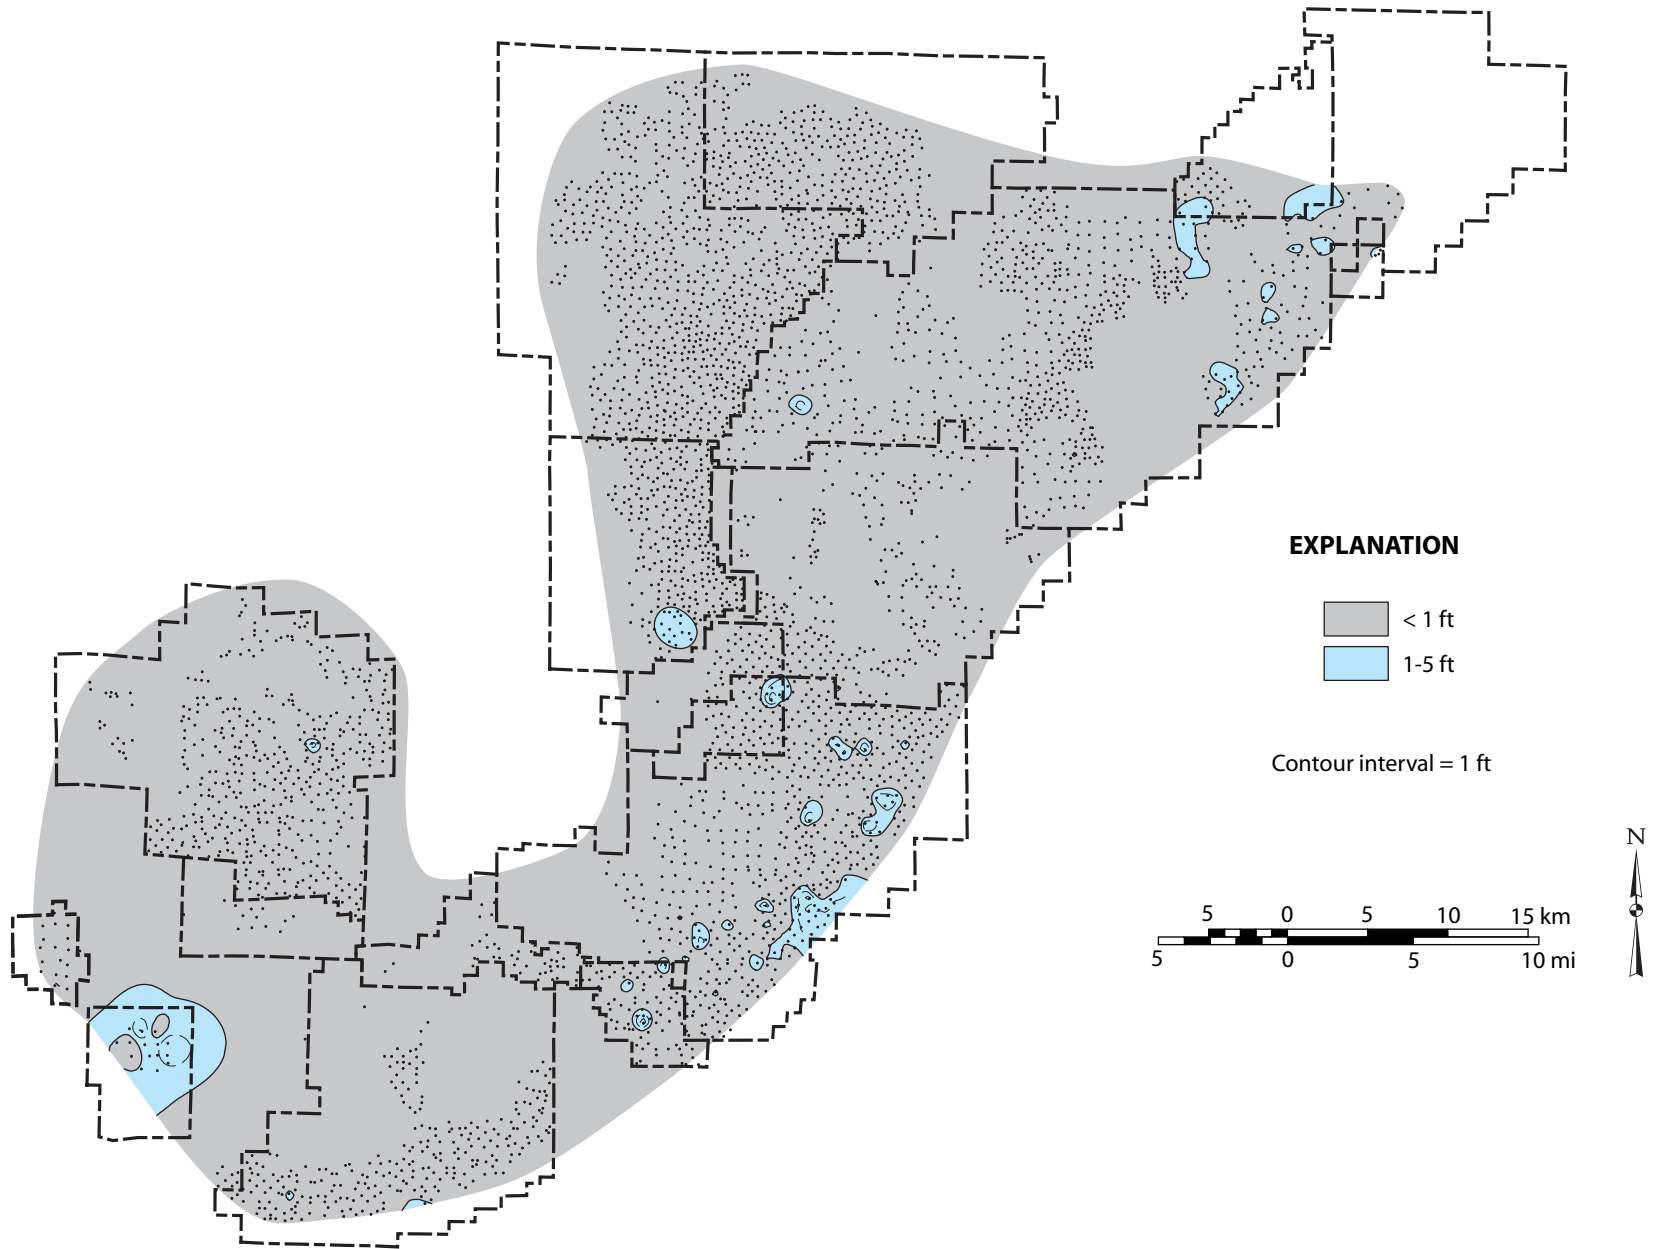 EXPLANATION
< 1 ft
1-5 ft
Contour interval = 1 ft
N
5 0 5 10 15 km
5 0 5 10 mi